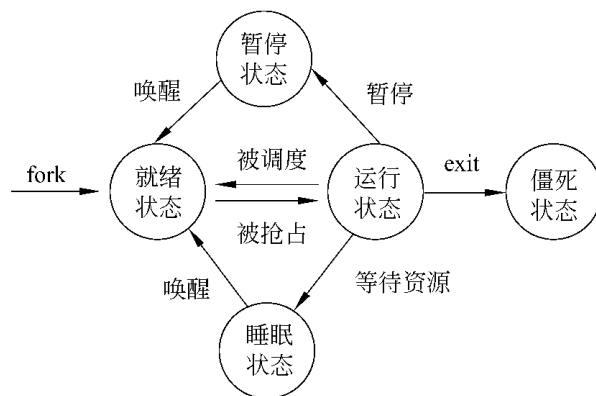 暂停
状态
唤醒
暂停
fork
就绪
状态
被调度
被抢占
运行
状态
exit
僵死
状态
唤醒
等待资源
睡眠
状态